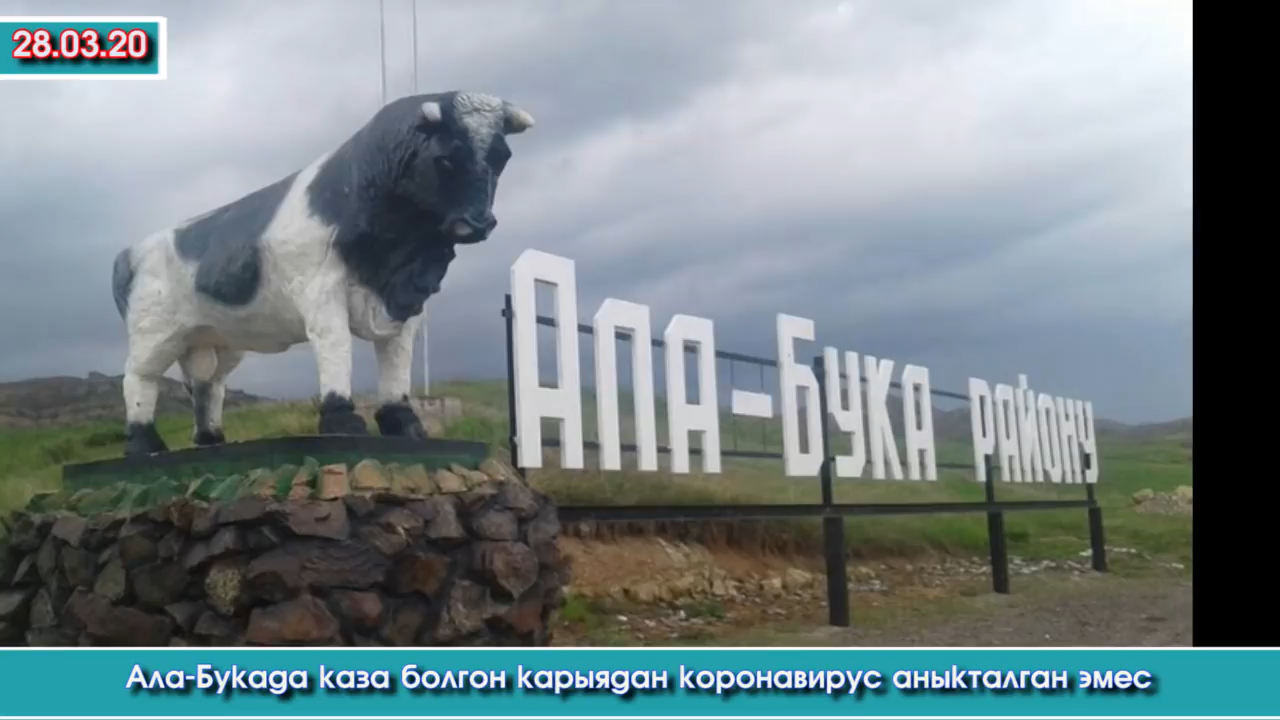 28.03.20
Ала-Бука району
Ала-Букада каза болгон карыядан коронавирус аныкталган эмес